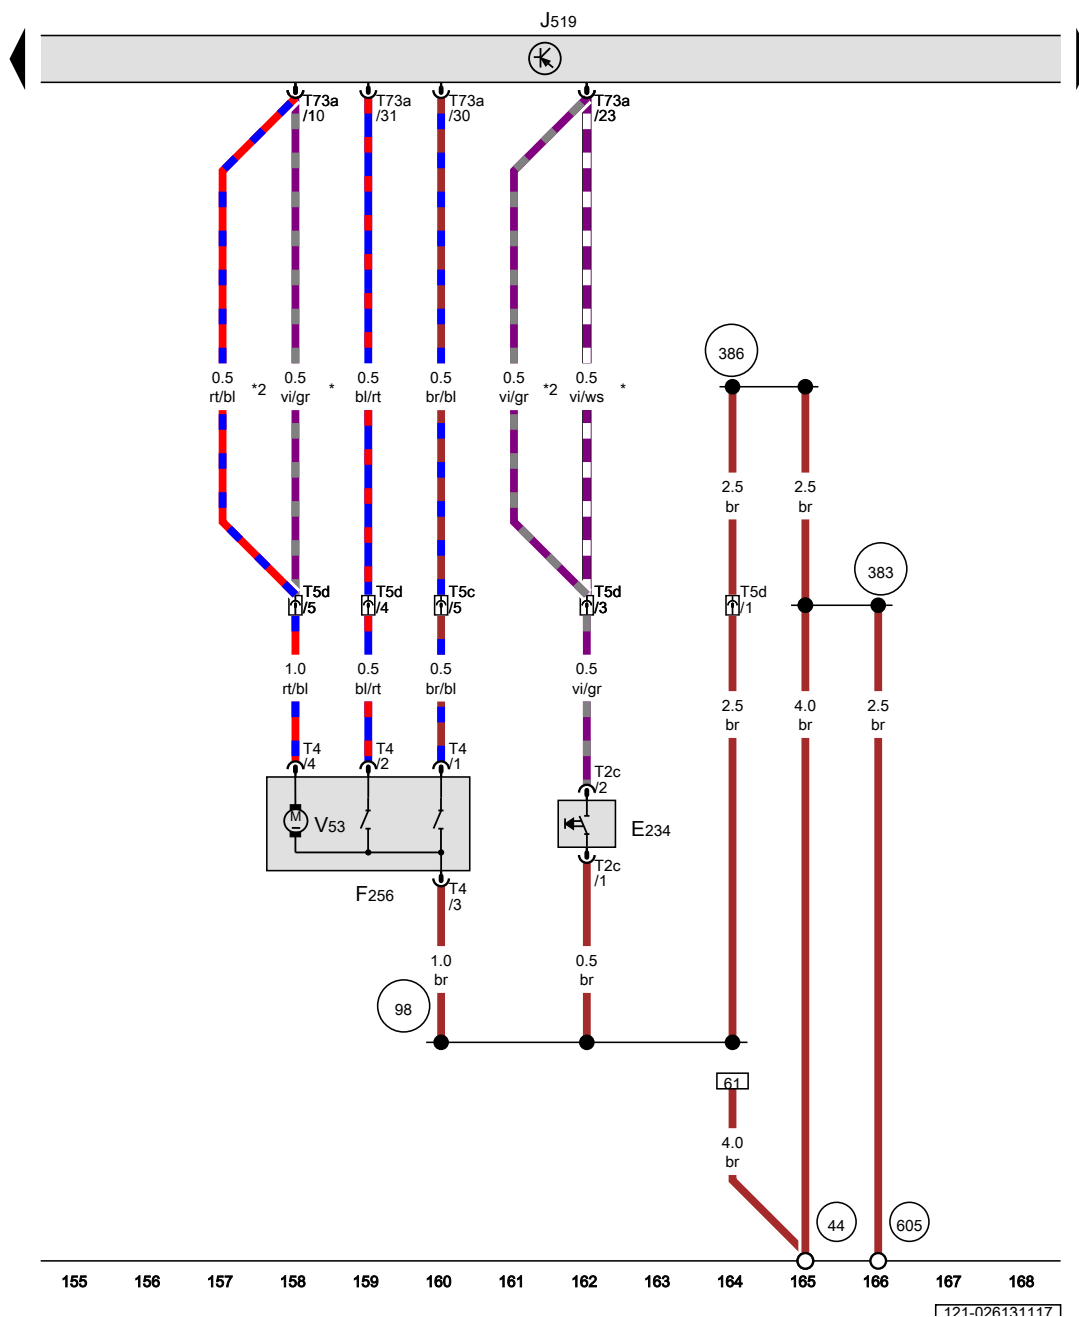 J519
T73a T73a T73a T73a
/10 /31 /30 /23
386
0.5 0.5 0.5 0.5 0.5 0.5
rt/bl *2 vi/gr * bl/rt br/bl vi/gr *2 vi/ws *
2.5 2.5
br br
383
T5d T5d T5c T5d T5d
/5 /4 /5 /3 /1
1.0 0.5 0.5 0.5
rt/bl bl/rt br/bl vi/gr
2.5 4.0 2.5
br br br
T4 T4 T4
/4 /2 /1
T2c
/2
M V53
E234
T2c
/1
F256
T4
/3
1.0 0.5
br br
98
61
4.0
br
44 605
155 156 157 158 159 160 161 162 163 164 165 166 167 168
121-026131117